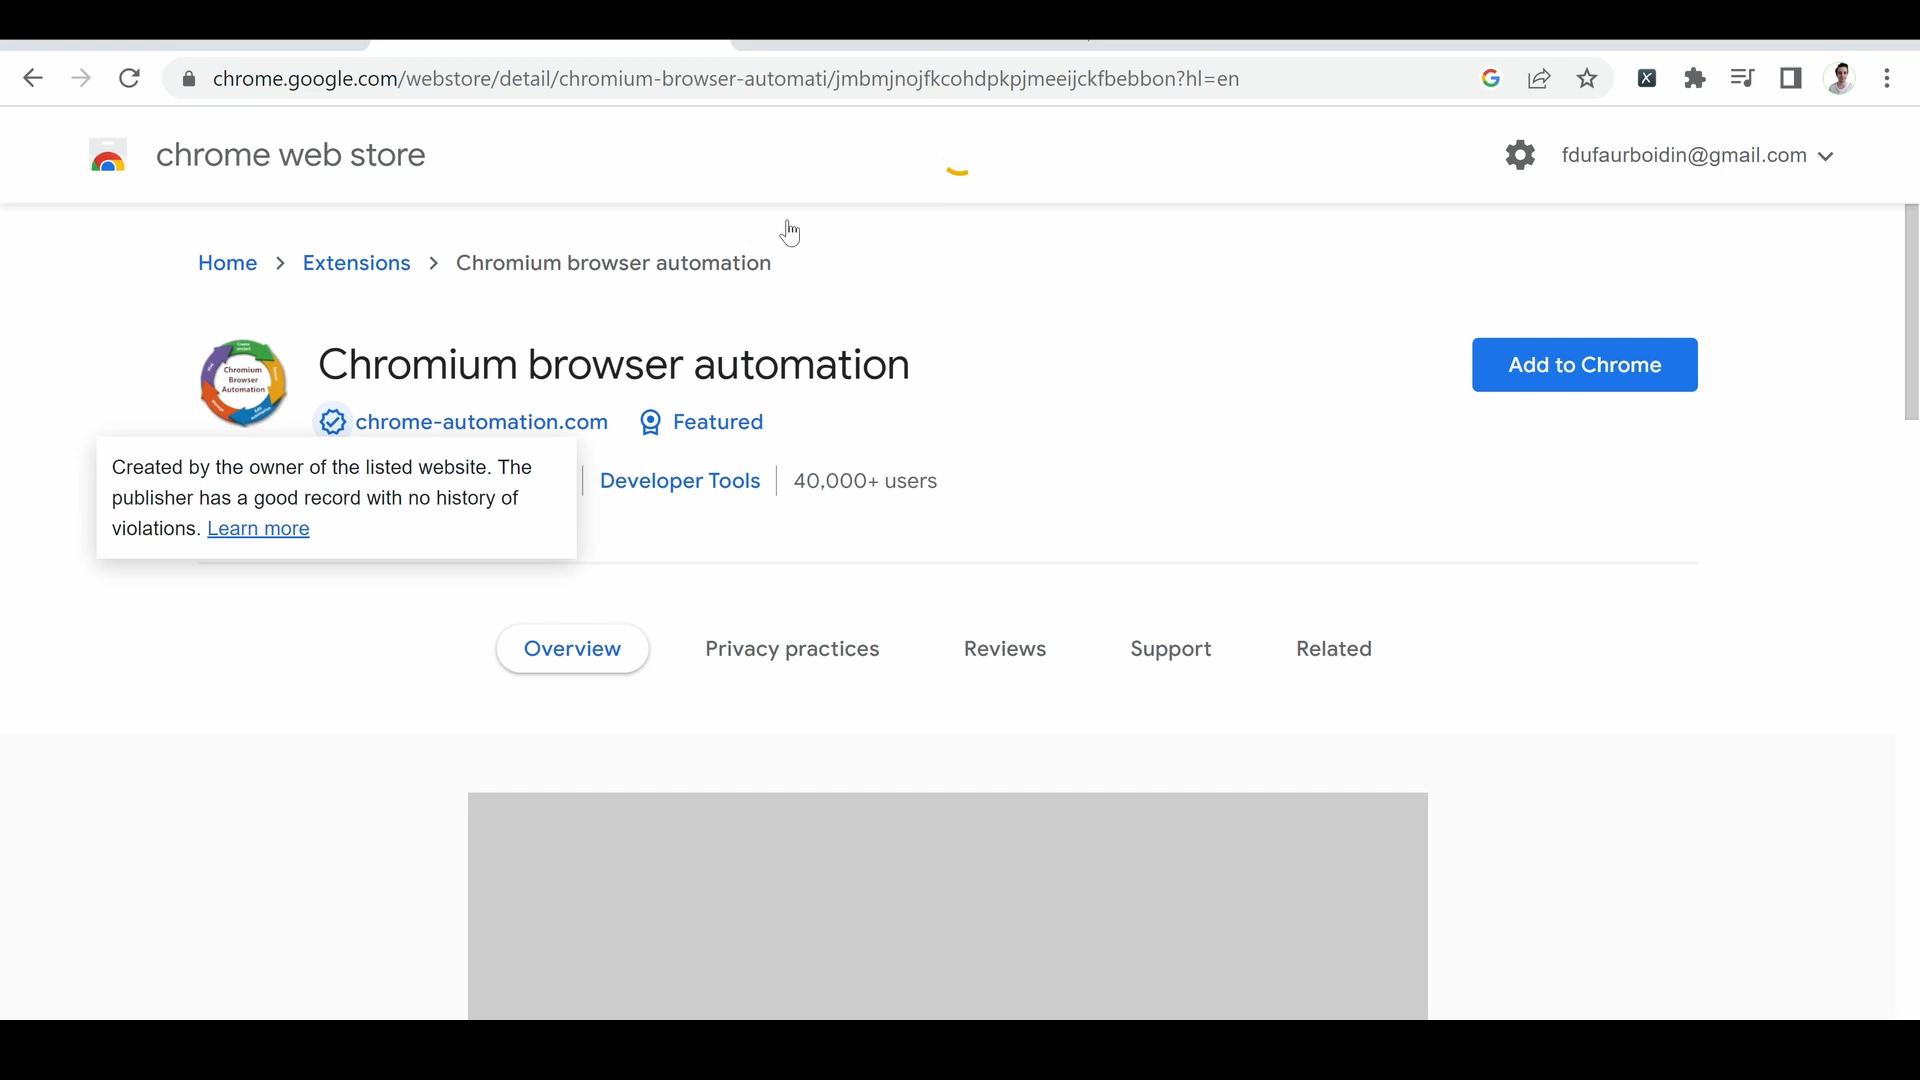 chrome.google.com/webstore/detail/chromium-browser-automati/jmbmjnojfkcohdpkpjmeeijckfbebbon?hl=en
chrome web store
fdufaurboidin@gmail.com
Home > Extensions > Chromium browser automation
Chromium Browser Automation
Chromium browser automation
Add to Chrome
chrome-automation.com
Featured
Created by the owner of the listed website. The
publisher has a good record with no history of
violations. Learn more
Developer Tools
40,000+ users
Overview
Privacy practices
Reviews
Support
Related